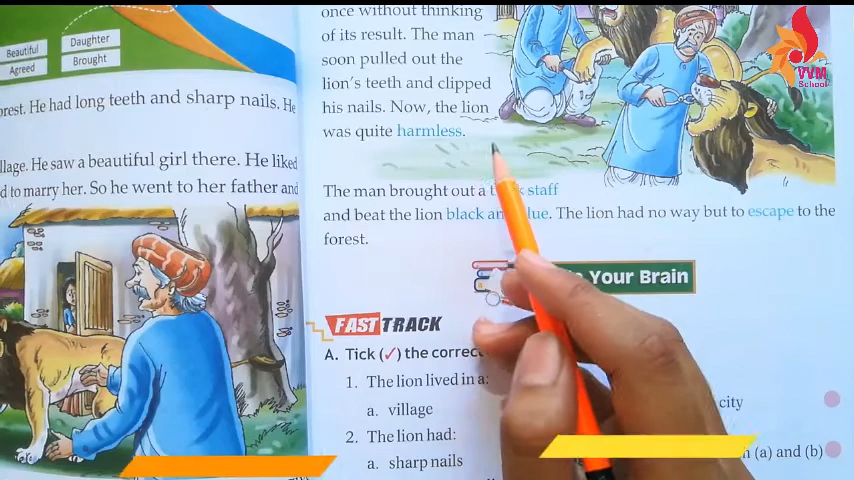 Beautiful
Daughter
Agreed
Brought
orest. He had long teeth and sharp nails. He
llage. He saw a beautiful girl there. He liked
d to marry her. So he went to her father and
once without thinking
of its result. The man
soon pulled out the
lion's teeth and clipped
his nails. Now, the lion
was quite harmless.
The man brought out a staff
and beat the lion black an lue. The lion had no way but to escape to the
forest.
Your Brain
FAST TRACK
A. Tick (✓) the correct
1. The lion lived in a:
a. village
city
2. The lion had:
a. sharp nails
(a) and (b)
VVM
School